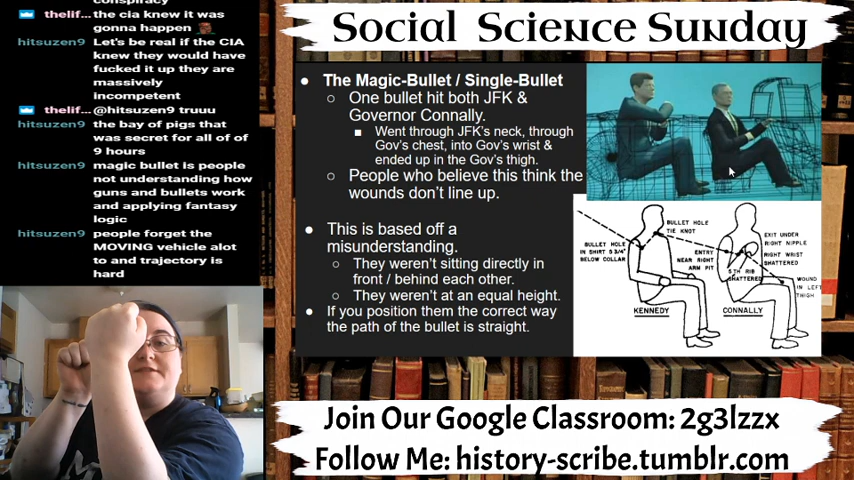 conspiracy
thelif... the cia knew it was
gonna happen
hitsuzen9 Let's be real if the CIA
knew they would have
fucked it up they are
massively
incompetent
thelif... @hitsuzen9 truuu
hitsuzen9 the bay of pigs that
was secret for all of of
9 hours
hitsuzen9 magic bullet is people
not understanding how
guns and bullets work
and applying fantasy
logic
hitsuzen9 people forget the
MOVING vehicle alot
to and trajectory is
hard
Social Science Sunday
The Magic-Bullet / Single-Bullet
One bullet hit both JFK &
Governor Connally.
Went through JFK's neck, through
Gov's chest, into Gov's wrist &
ended up in the Gov's thigh.
People who believe this think the
wounds don't line up.
This is based off a
misunderstanding.
They weren't sitting directly in
front / behind each other.
They weren't at an equal height.
If you position them the correct way
the path of the bullet is straight.
BULLET HOLE
TIE KNOT
BULLET HOLE
IN SHIRT 5 3/4"
BELOW COLLAR
ENTRY
NEAR RIGHT
ARM PIT
EXIT UNDER
RIGHT NIPPLE
RIGHT WRIST
SHATTERED
5TH RIB
SHATTERED
WOUND
IN LEFT
THIGH
KENNEDY
CONNALLY
Join Our Google Classroom: 2g3lzzx
Follow Me: history-scribe.tumblr.com